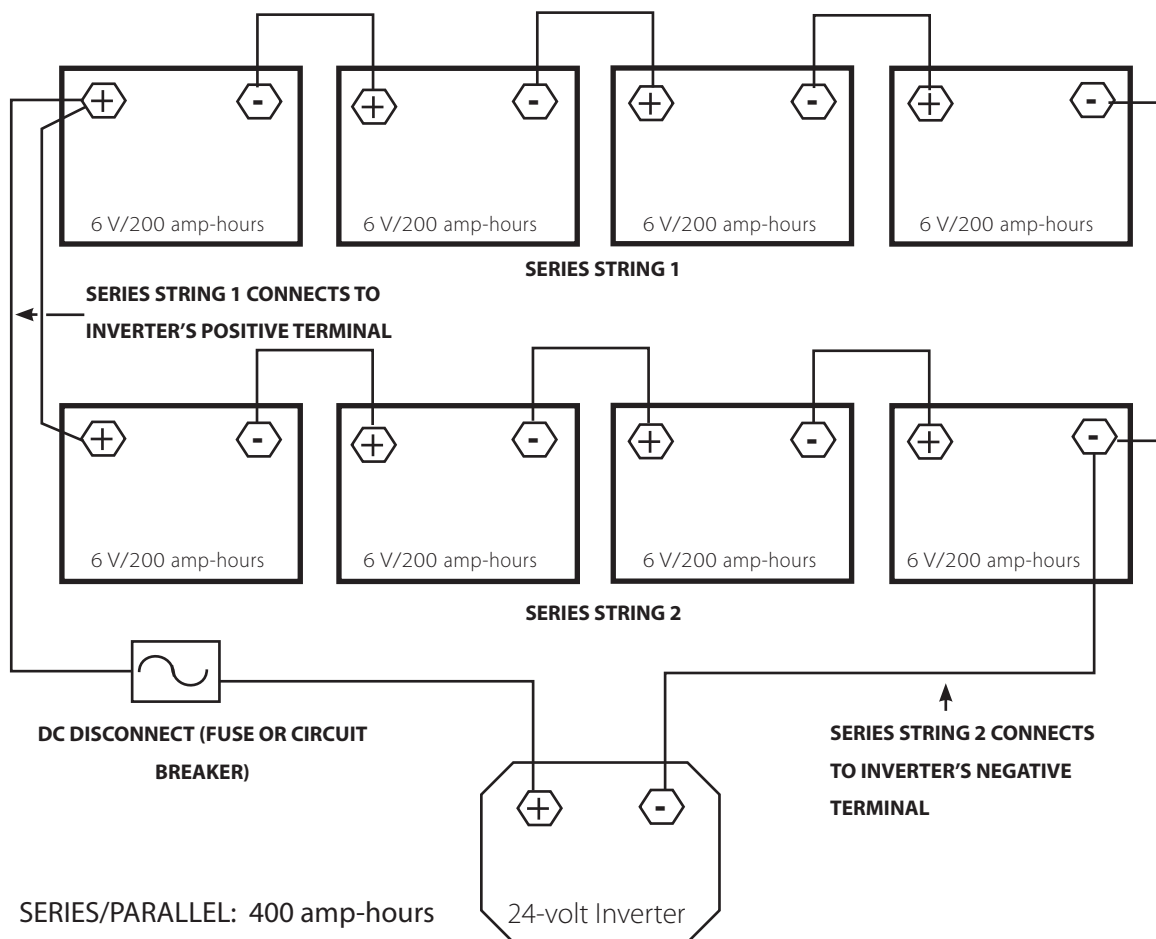 + - + - + - + -
6 V/200 amp-hours 6 V/200 amp-hours 6 V/200 amp-hours 6 V/200 amp-hours
SERIES STRING 1
SERIES STRING 1 CONNECTS TO
INVERTER’S POSITIVE TERMINAL
+ - + - + - + -
6 V/200 amp-hours 6 V/200 amp-hours 6 V/200 amp-hours 6 V/200 amp-hours
SERIES STRING 2
DC DISCONNECT (FUSE OR CIRCUIT
BREAKER)
SERIES STRING 2 CONNECTS
TO INVERTER’S NEGATIVE
TERMINAL
+ -
SERIES/PARALLEL: 400 amp-hours
24-volt Inverter